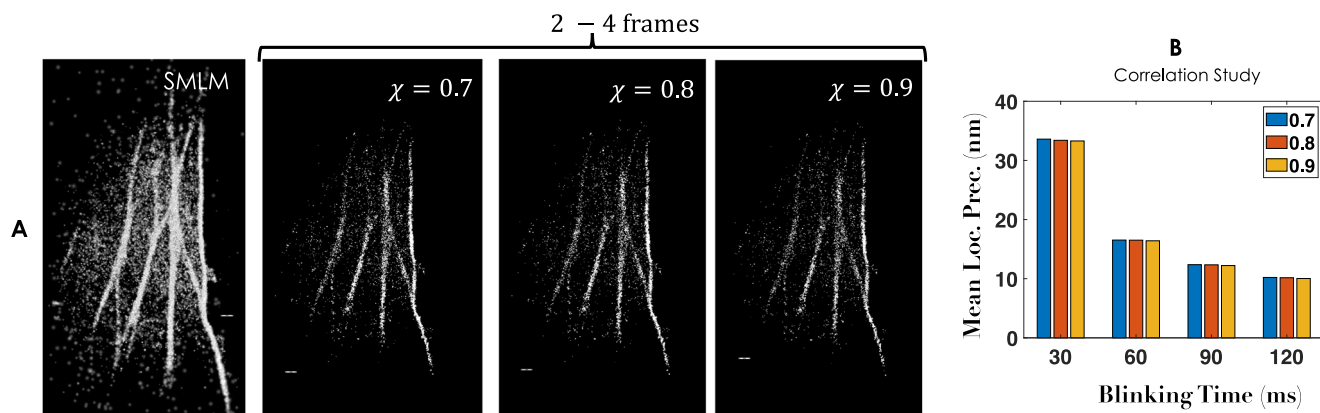 2 – 4 frames
A
SMLM
χ = 0.7
χ = 0.8
χ = 0.9
B
Correlation Study
Mean Loc. Prec. (nm)
40
30
20
10
0
0.7
0.8
0.9
30 60 90 120
Blinking Time (ms)